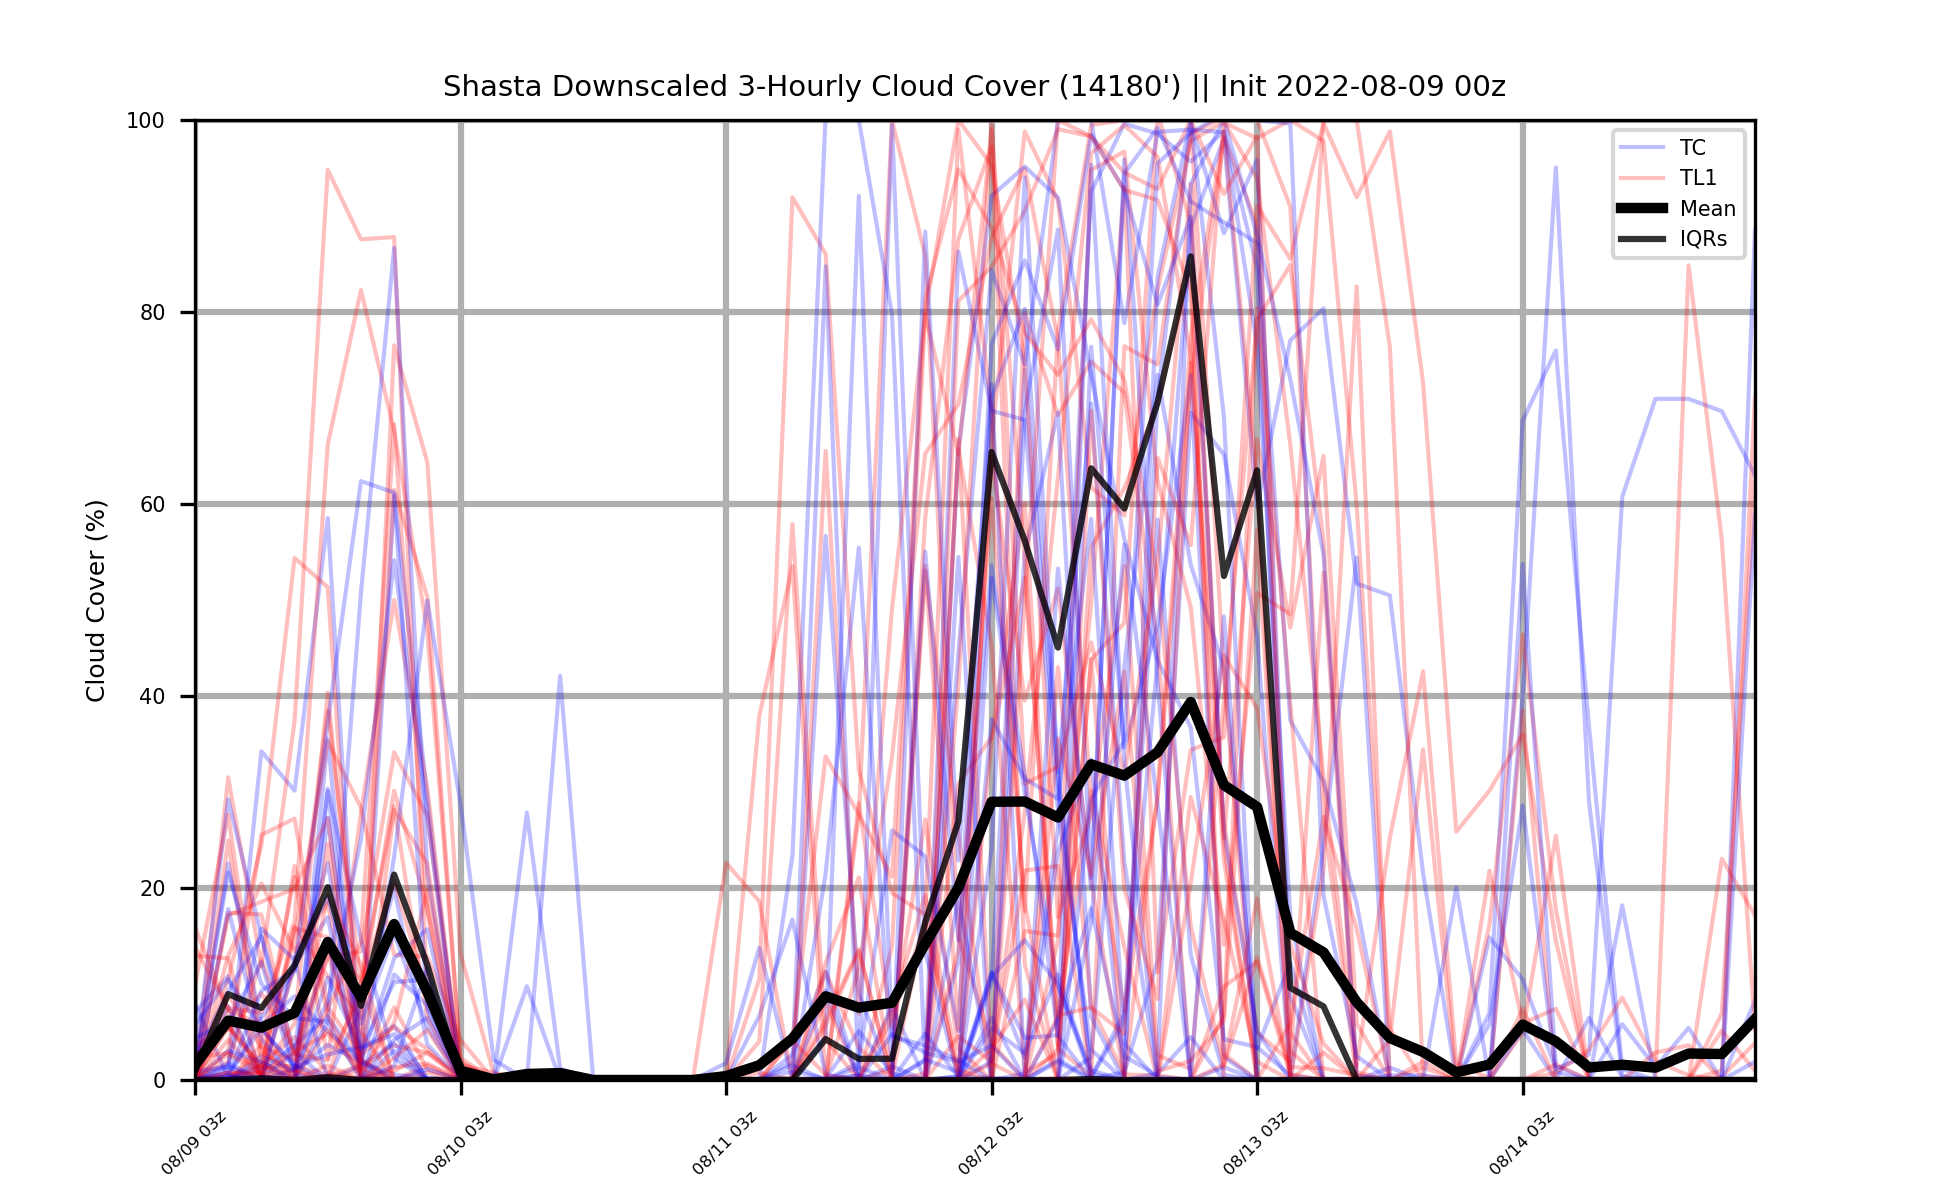 Shasta Downscaled 3-Hourly Cloud Cover (14180') || Init 2022-08-09 00z
Cloud Cover (%)
100
80
60
40
20
0
TC
TL1
Mean
IQRs
08/09 03z
08/10 03z
08/11 03z
08/12 03z
08/13 03z
08/14 03z